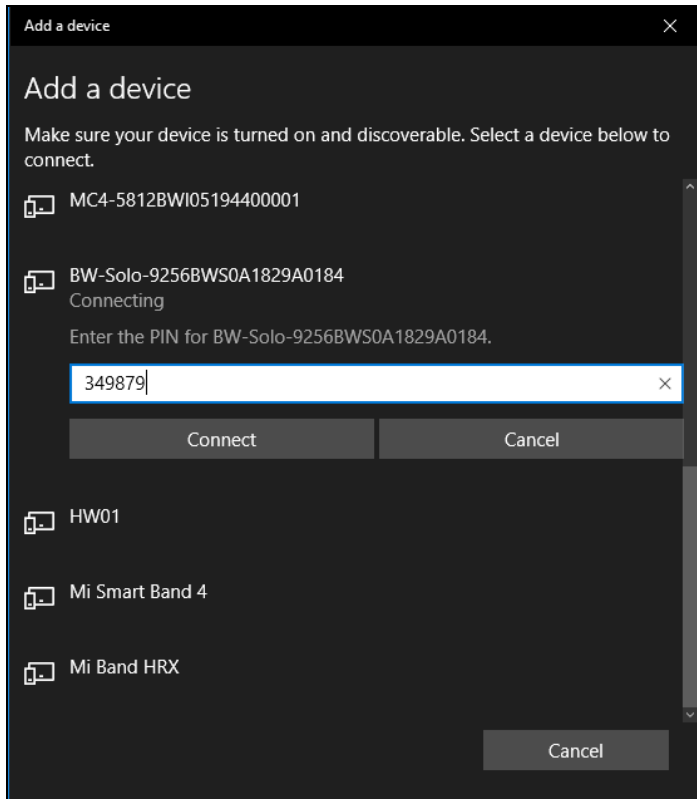 Add a device
Add a device
Make sure your device is turned on and discoverable. Select a device below to
connect.
MC4-5812BWI05194400001
BW-Solo-9256BWS0A1829A0184
Connecting
Enter the PIN for BW-Solo-9256BWS0A1829A0184.
349879
Connect Cancel
HW01
Mi Smart Band 4
Mi Band HRX
Cancel